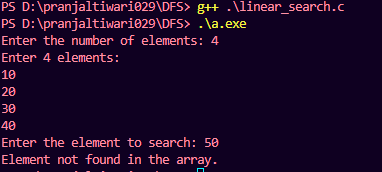 PS D:\pranjaltiwari029\DFS> g++ .\linear_search.c
PS D:\pranjaltiwari029\DFS> .\a.exe
Enter the number of elements: 4
Enter 4 elements:
10
20
30
40
Enter the element to search: 50
Element not found in the array.